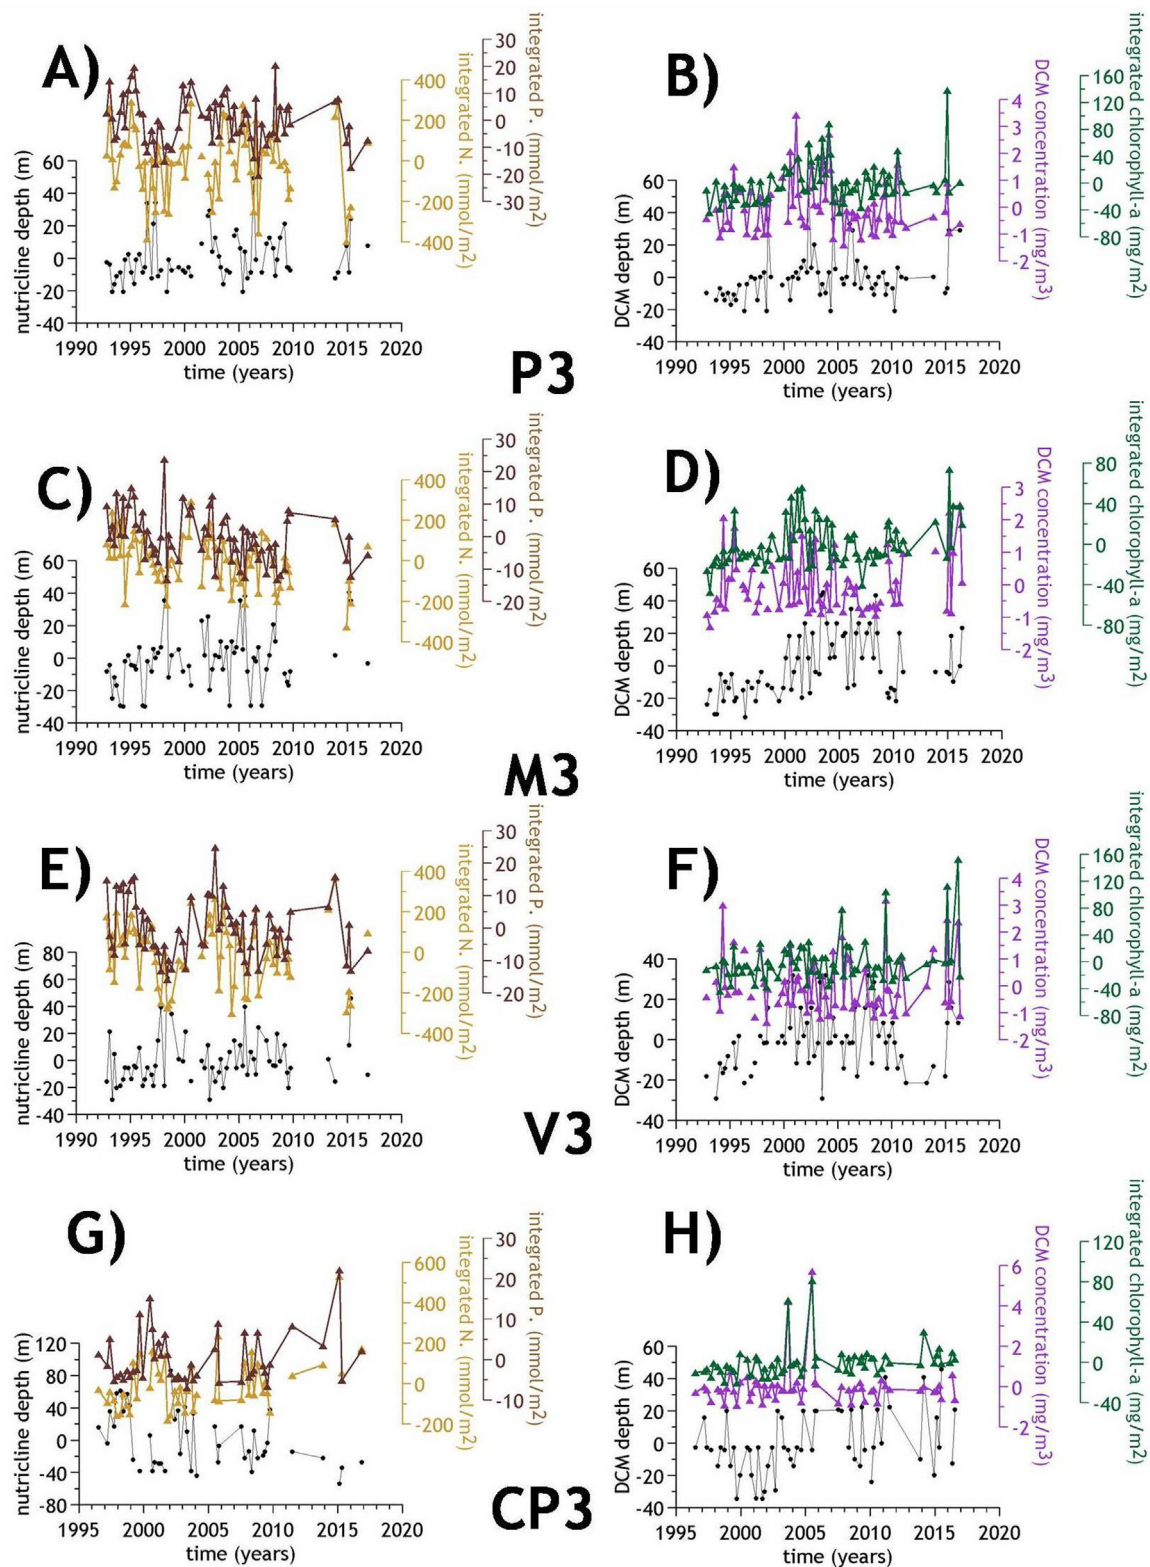 A)
nutricline depth (m)
60
40
20
0
-20
-40
1990 1995 2000 2005 2010 2015 2020
time (years)
400
200
0
-200
-400
integrated N. (mmol/m2)
30
20
10
0
-10
-20
-30
integrated P. (mmol/m2)
B)
DCM depth (m)
60
40
20
0
-20
-40
1990 1995 2000 2005 2010 2015 2020
time (years)
4
3
2
1
0
-1
-2
DCM concentration (mg/m3)
160
120
80
40
0
-40
-80
integrated chlorophyll-a (mg/m2)
P3
C)
nutricline depth (m)
60
40
20
0
-20
-40
1990 1995 2000 2005 2010 2015 2020
time (years)
400
200
0
-200
-400
integrated N. (mmol/m2)
30
20
10
0
-10
-20
integrated P. (mmol/m2)
D)
DCM depth (m)
60
40
20
0
-20
-40
1990 1995 2000 2005 2010 2015 2020
time (years)
3
2
1
0
-1
-2
DCM concentration (mg/m3)
80
40
0
-40
-80
integrated chlorophyll-a (mg/m2)
M3
E)
nutricline depth (m)
80
60
40
20
0
-20
-40
1990 1995 2000 2005 2010 2015 2020
time (years)
400
200
0
-200
-400
integrated N. (mmol/m2)
30
20
10
0
-10
-20
integrated P. (mmol/m2)
F)
DCM depth (m)
40
20
0
-20
-40
1990 1995 2000 2005 2010 2015 2020
time (years)
4
3
2
1
0
-1
-2
DCM concentration (mg/m3)
160
120
80
40
0
-40
-80
integrated chlorophyll-a (mg/m2)
V3
G)
nutricline depth (m)
120
80
40
0
-40
-80
1995 2000 2005 2010 2015 2020
time (years)
600
400
200
0
-200
integrated N. (mmol/m2)
30
20
10
0
-10
integrated P. (mmol/m2)
H)
DCM depth (m)
60
40
20
0
-20
-40
1995 2000 2005 2010 2015 2020
time (years)
6
4
2
0
-2
DCM concentration (mg/m3)
120
80
40
0
-40
integrated chlorophyll-a (mg/m2)
CP3